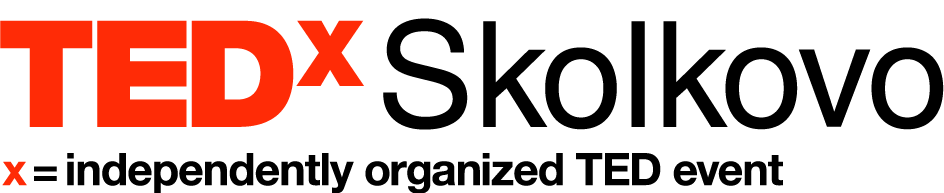 TEDx Skolkovo
x = independently organized TED event